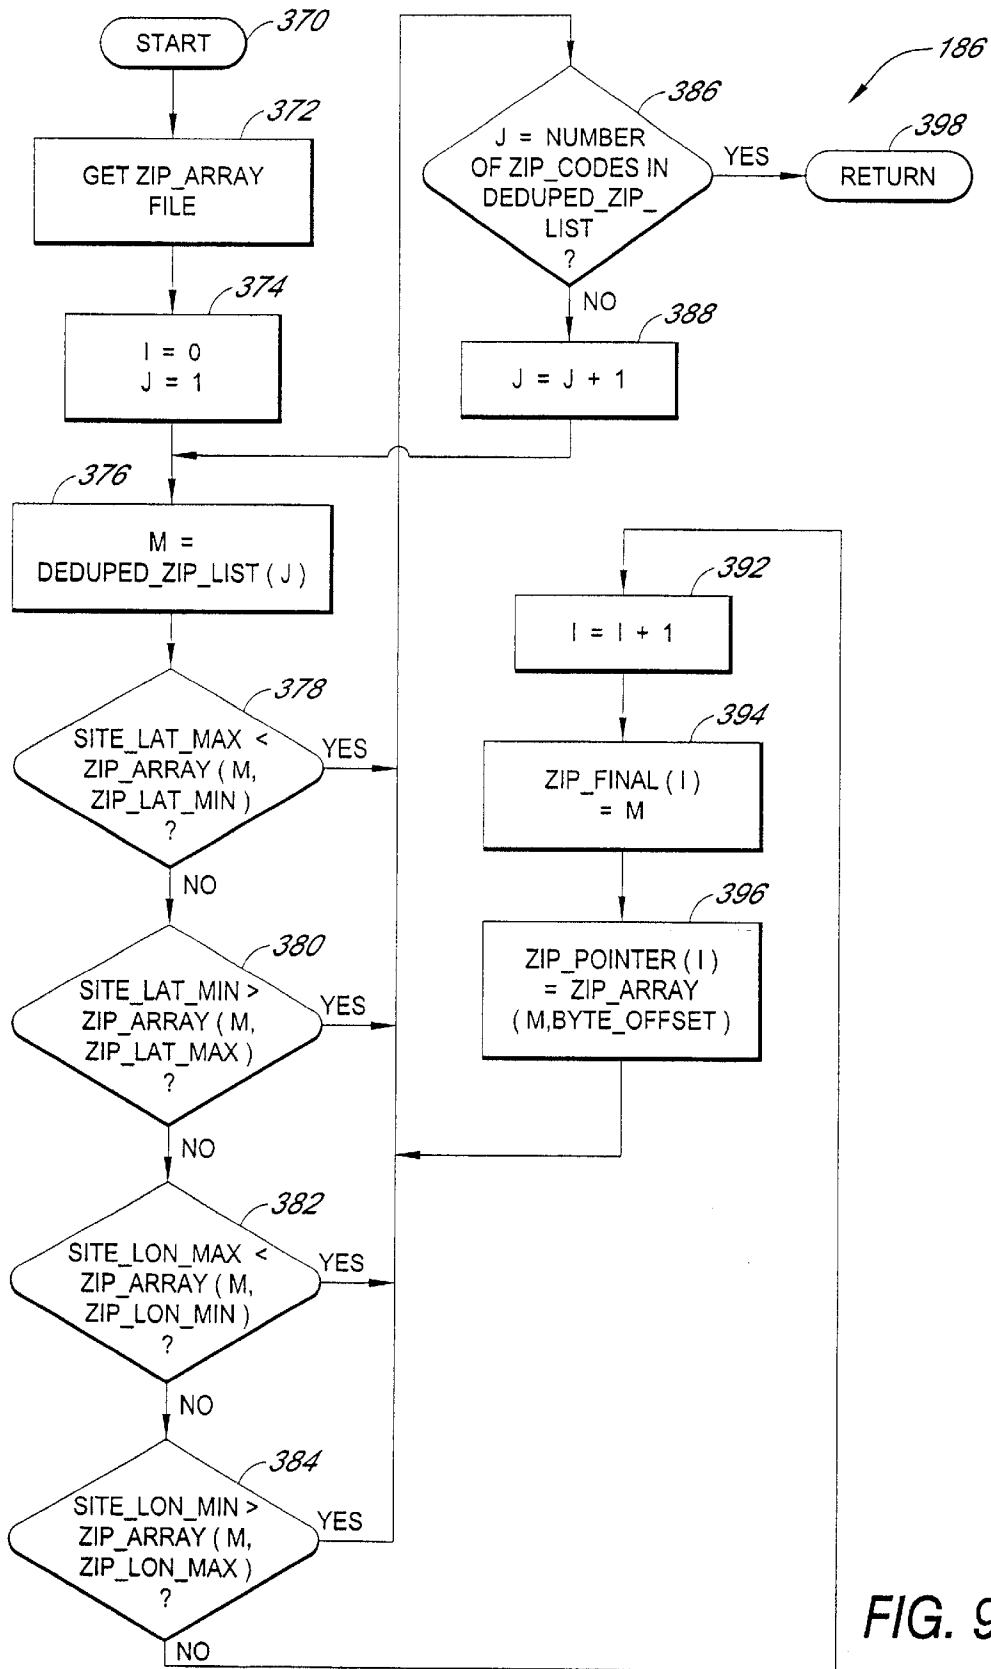 370
START
372
GET ZIP_ARRAY
FILE
374
I = 0
J = 1
376
M =
DEDUPED_ZIP_LIST ( J )
378
SITE_LAT_MAX <
ZIP_ARRAY ( M,
ZIP_LAT_MIN )
?
YES
NO
380
SITE_LAT_MIN >
ZIP_ARRAY ( M,
ZIP_LAT_MAX )
?
YES
NO
382
SITE_LON_MAX <
ZIP_ARRAY ( M,
ZIP_LON_MIN )
?
YES
NO
384
SITE_LON_MIN >
ZIP_ARRAY ( M,
ZIP_LON_MAX )
?
YES
NO
386
J = NUMBER
OF ZIP_CODES IN
DEDUPED_ZIP_
LIST
?
YES
NO
388
J = J + 1
186
398
RETURN
392
I = I + 1
394
ZIP_FINAL ( I )
= M
396
ZIP_POINTER ( I )
= ZIP_ARRAY
( M,BYTE_OFFSET )
FIG. 9